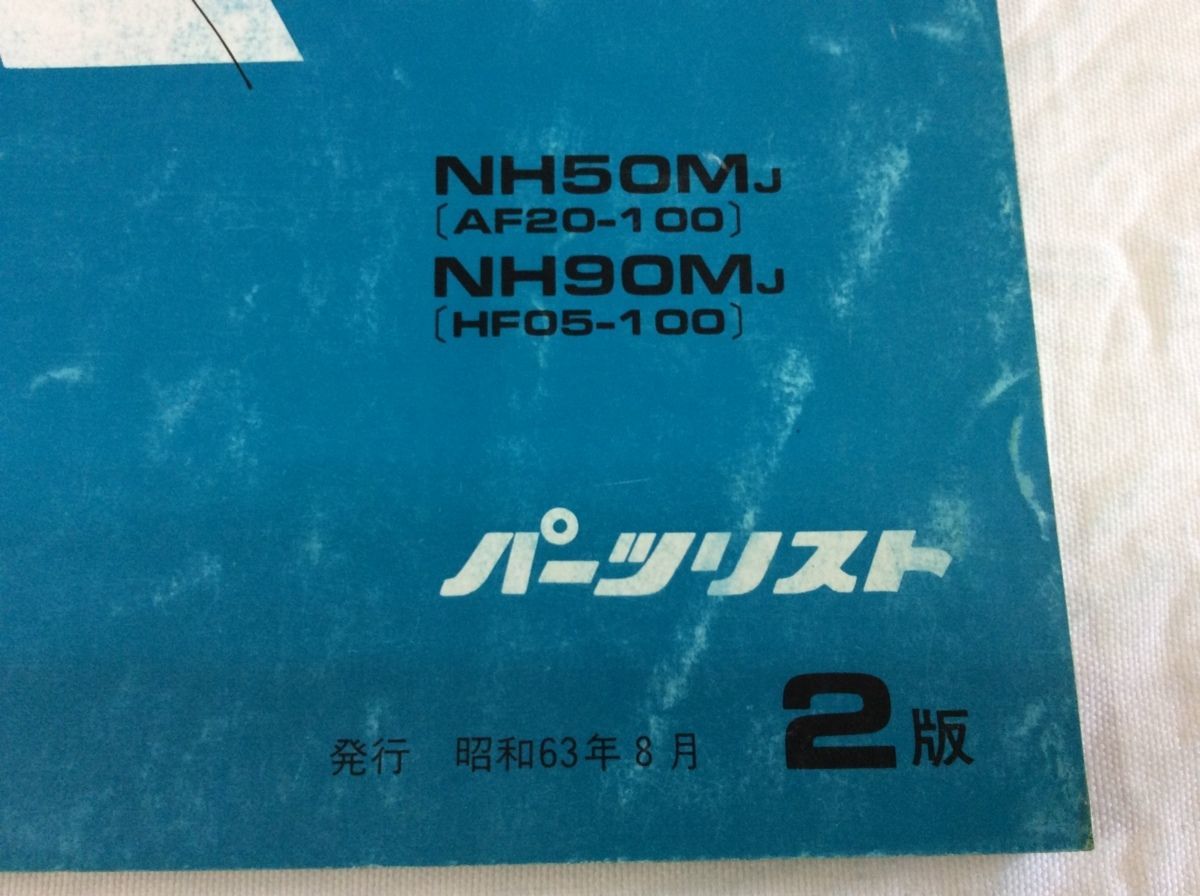 NH50MJ
〔AF20-100〕
NH90MJ
〔HF05-100〕
パーツリスト
発行 昭和63年8月 2版